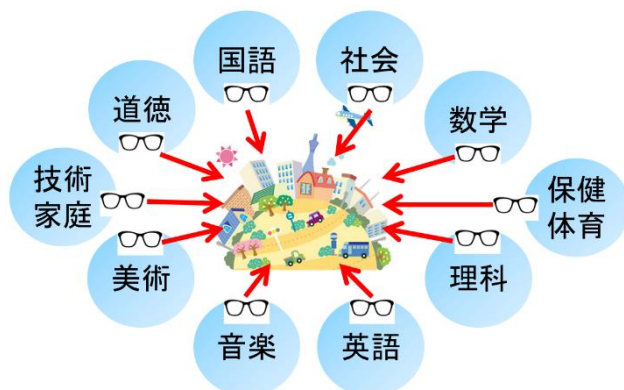 国語
社会
道徳
数学
技術
家庭
保健
体育
美術
理科
音楽
英語